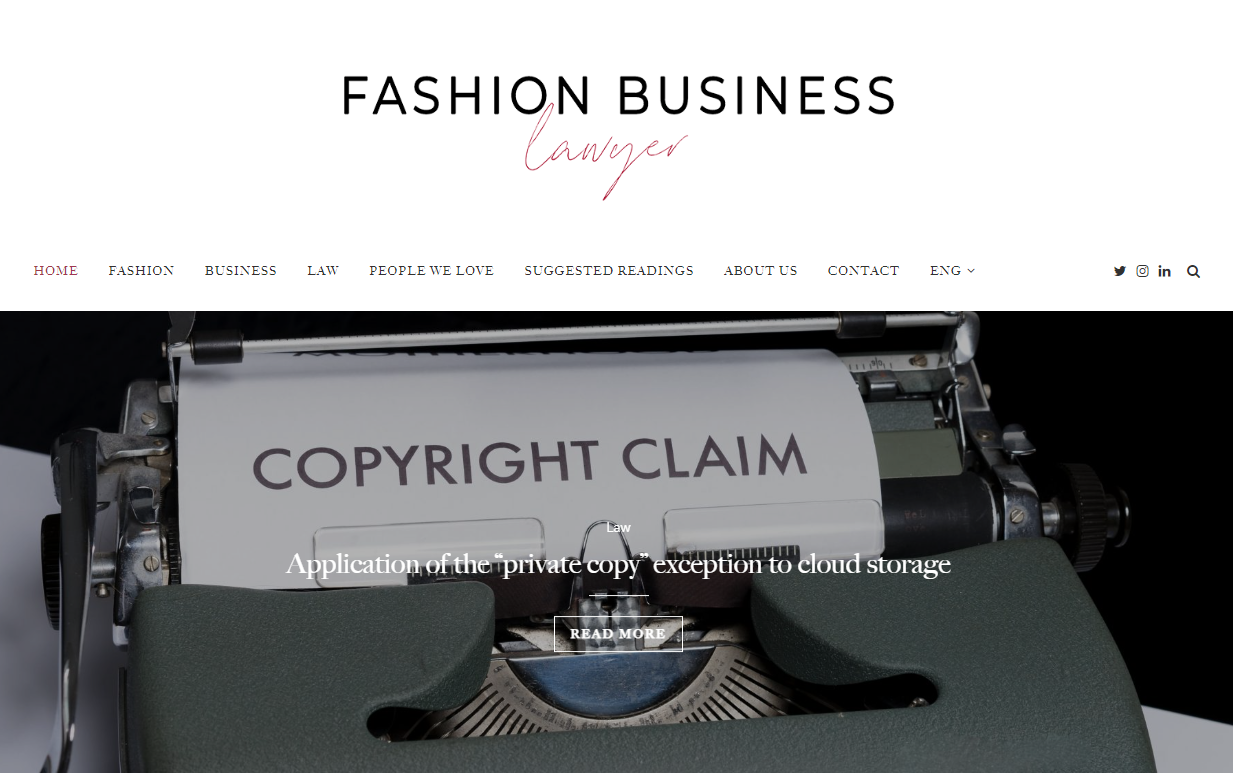 FASHION BUSINESS
lawyer
HOME FASHION BUSINESS LAW PEOPLE WE LOVE SUGGESTED READINGS ABOUT US CONTACT ENG
COPYRIGHT CLAIM
Law
Application of the “private copy” exception to cloud storage
READ MORE